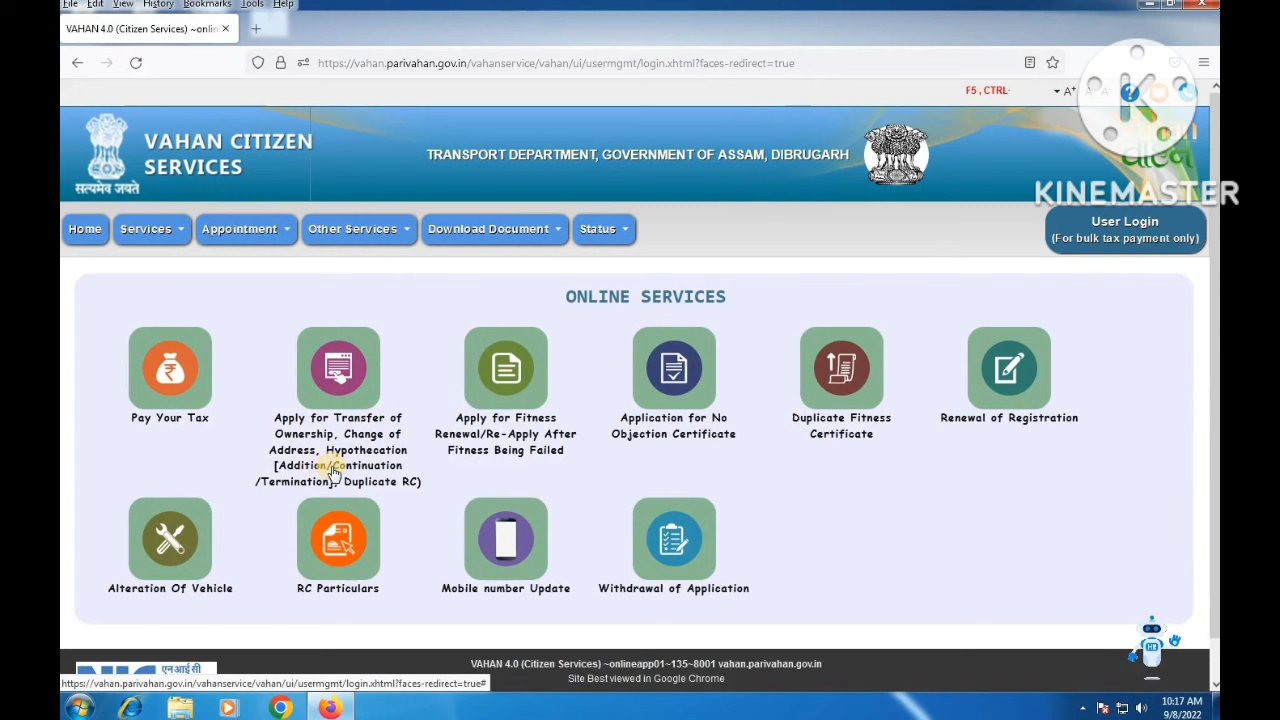 File Edit View History Bookmarks Tools Help
VAHAN 4.0 (Citizen Services) ~onlin
https://vahan.parivahan.gov.in/vahanservice/vahan/ui/usermgmt/login.xhtml?faces-redirect=true
F5 , CTRL-
A+
VAHAN CITIZEN
SERVICES
सत्यमेव जयते
TRANSPORT DEPARTMENT, GOVERNMENT OF ASSAM, DIBRUGARH
KINEMASTER
Home Services Appointment Other Services Download Document Status
User Login
(For bulk tax payment only)
ONLINE SERVICES
Pay Your Tax
Apply for Transfer of
Ownership, Change of
Address, Hypothecation
[Addition/Continuation
/Termination], Duplicate RC)
Apply for Fitness
Renewal/Re-Apply After
Fitness Being Failed
Application for No
Objection Certificate
Duplicate Fitness
Certificate
Renewal of Registration
Alteration Of Vehicle
RC Particulars
Mobile number Update
Withdrawal of Application
एनआईसी
VAHAN 4.0 (Citizen Services) ~onlineapp01~135~8001 vahan.parivahan.gov.in
Site Best viewed in Google Chrome
https://vahan.parivahan.gov.in/vahanservice/vahan/ui/usermgmt/login.xhtml?faces-redirect=true#
10:17 AM
9/8/2022